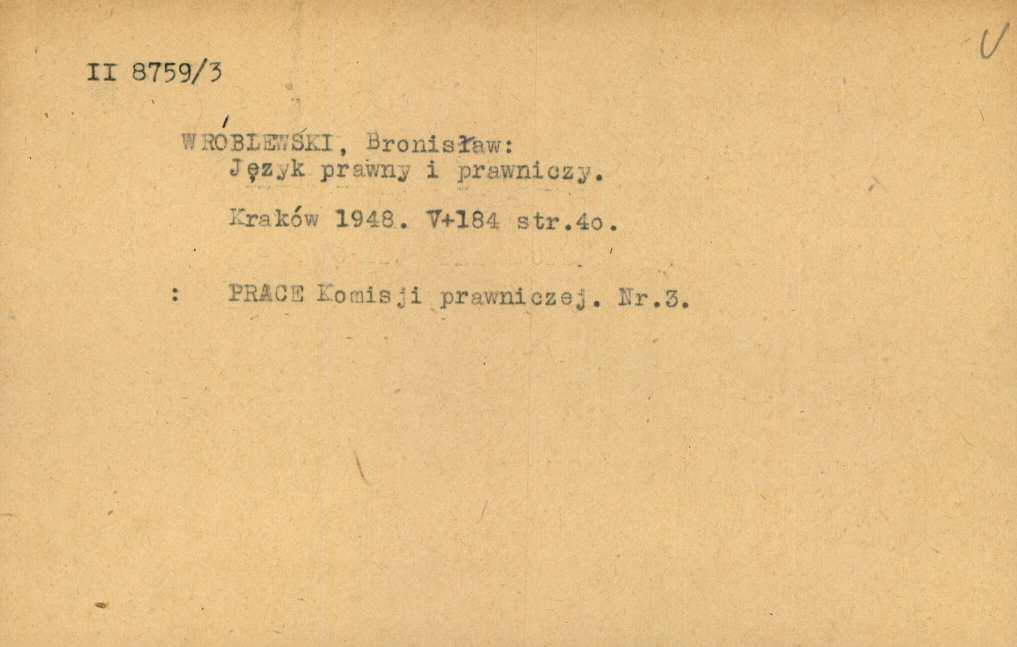 II 8759/3
WRÓBLEWSKI, Bronisław:
Język prawny i prawniczy.
Kraków 1948. V+184 str.4o.
: PRACE Komisji prawniczej. Nr.3.